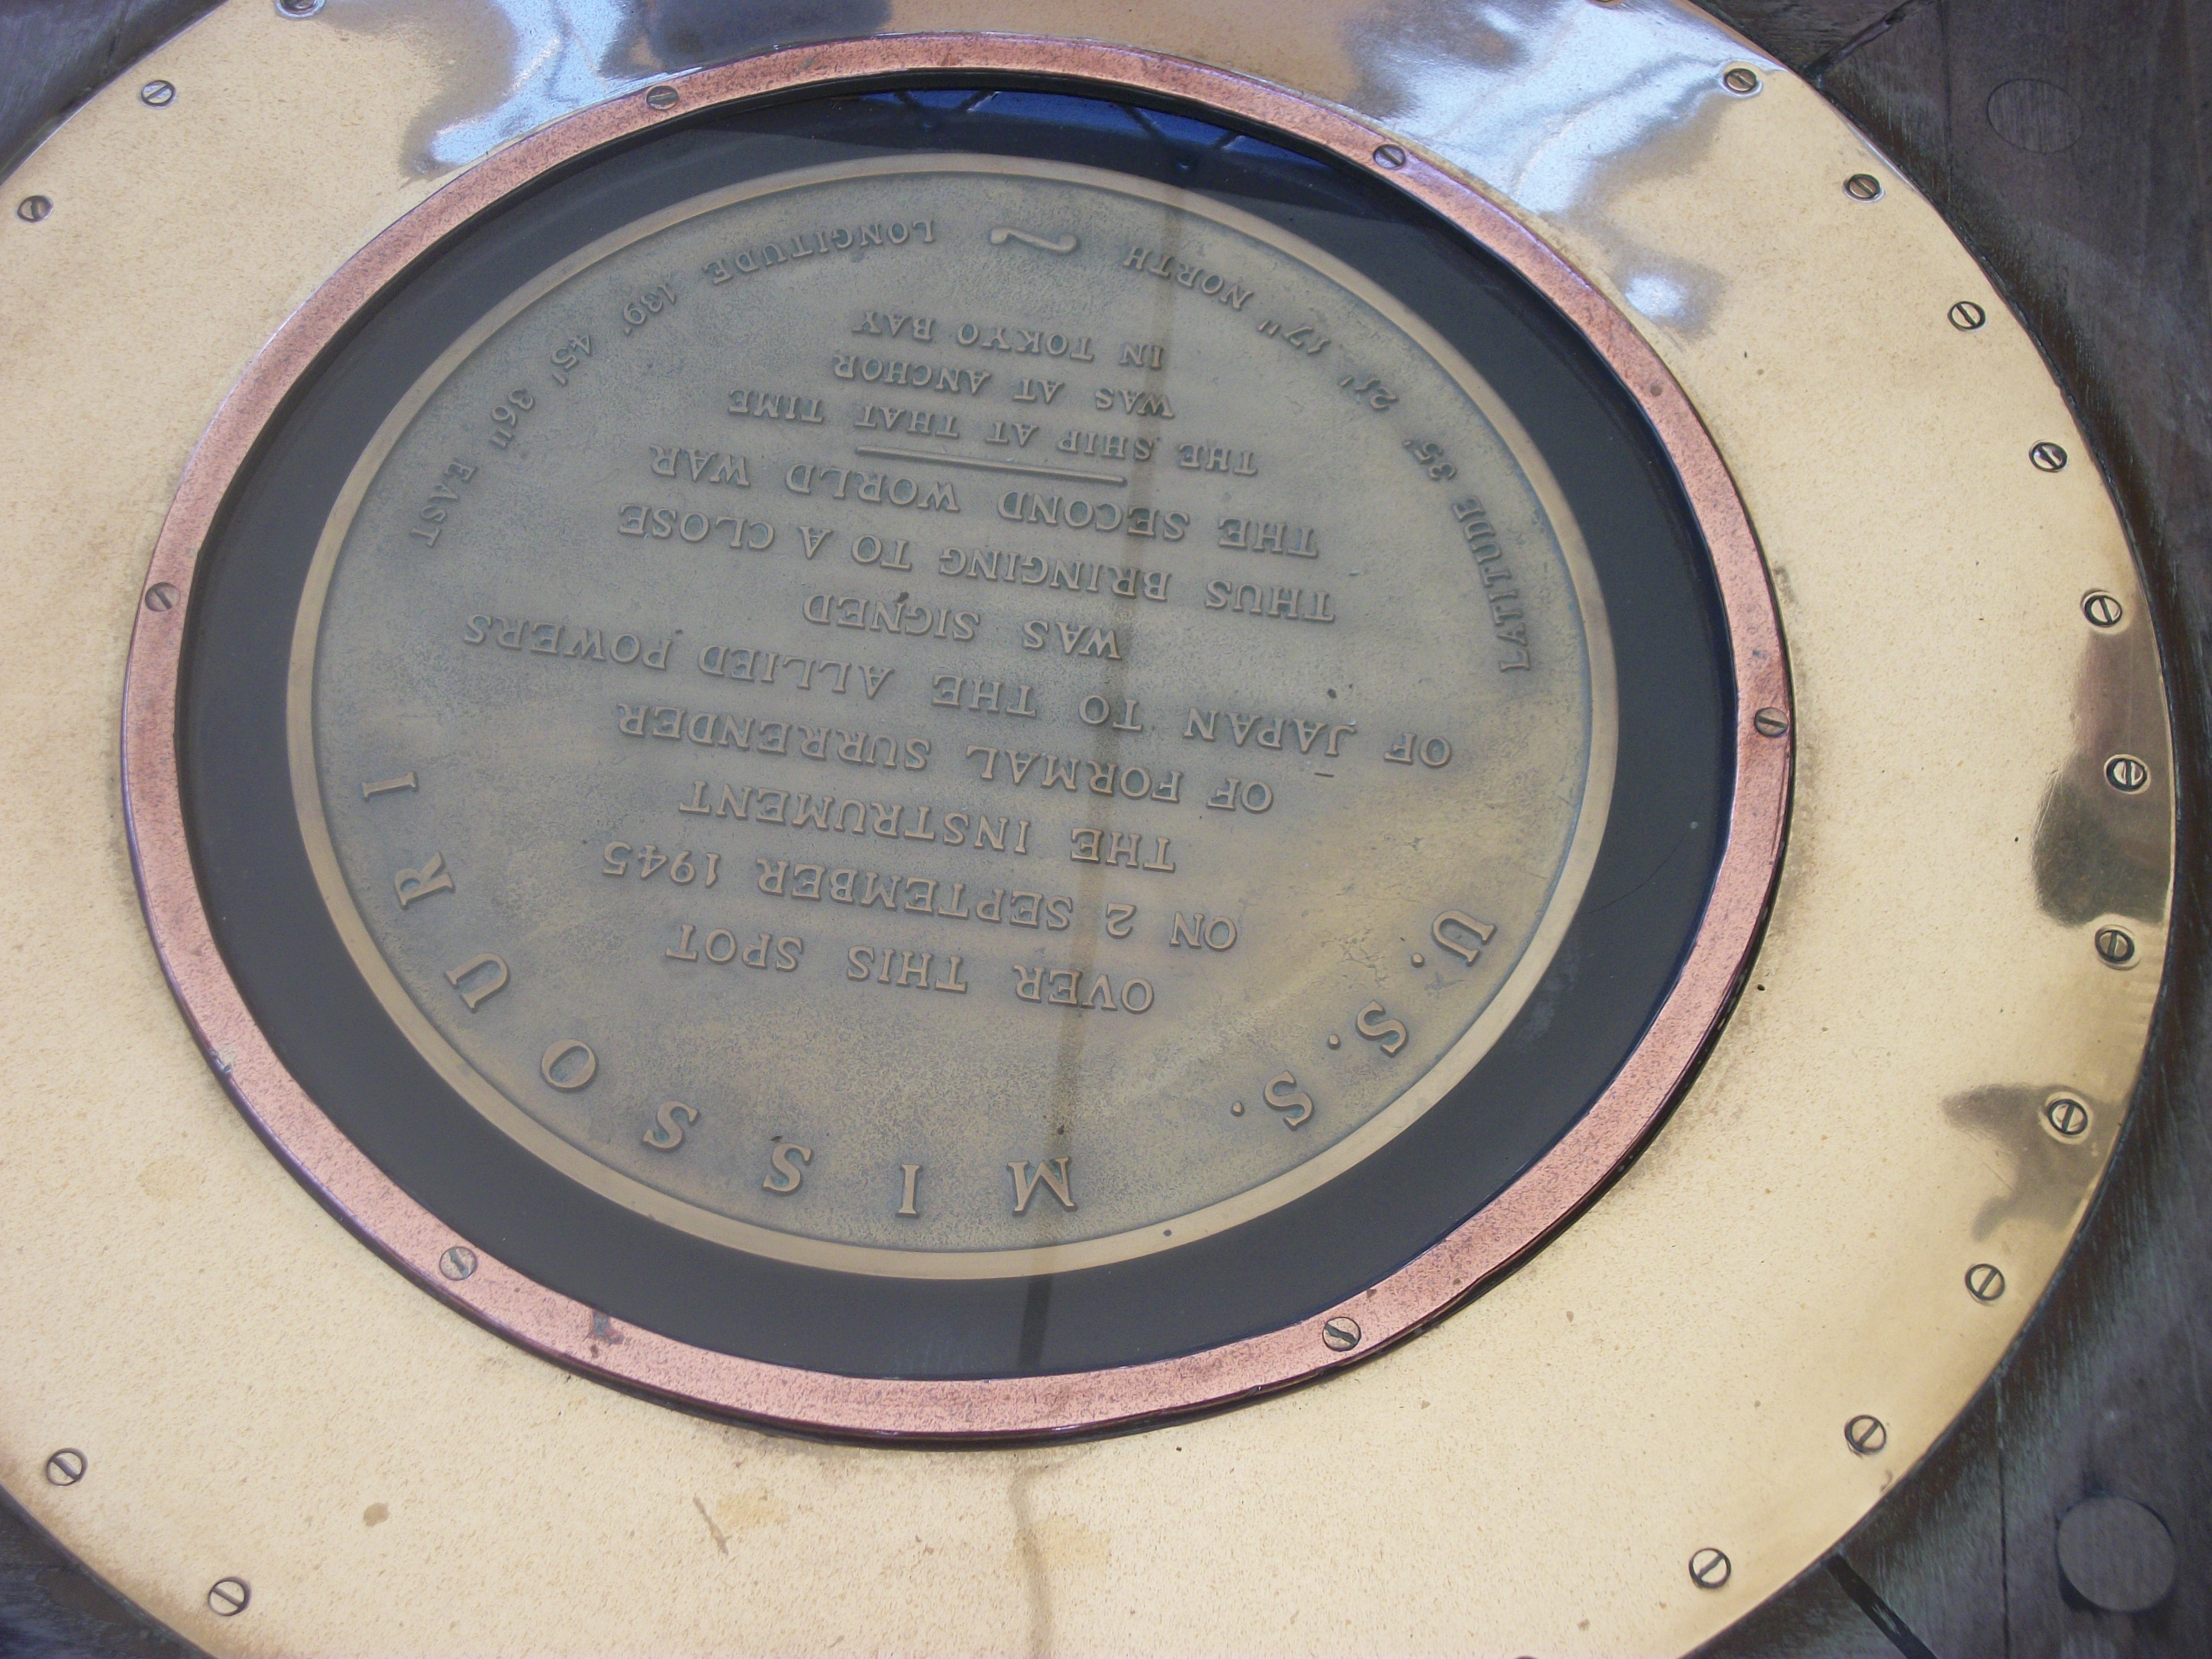 U. S. S. MISSOURI
OVER THIS SPOT
ON 2 SEPTEMBER 1945
THE INSTRUMENT
OF FORMAL SURRENDER
OF JAPAN TO THE ALLIED POWERS
WAS SIGNED
THUS BRINGING TO A CLOSE
THE SECOND WORLD WAR
THE SHIP AT THAT TIME
WAS AT ANCHOR
IN TOKYO BAY
LATITUDE 35° 21' 17" NORTH ~ LONGITUDE 139° 45' 36" EAST